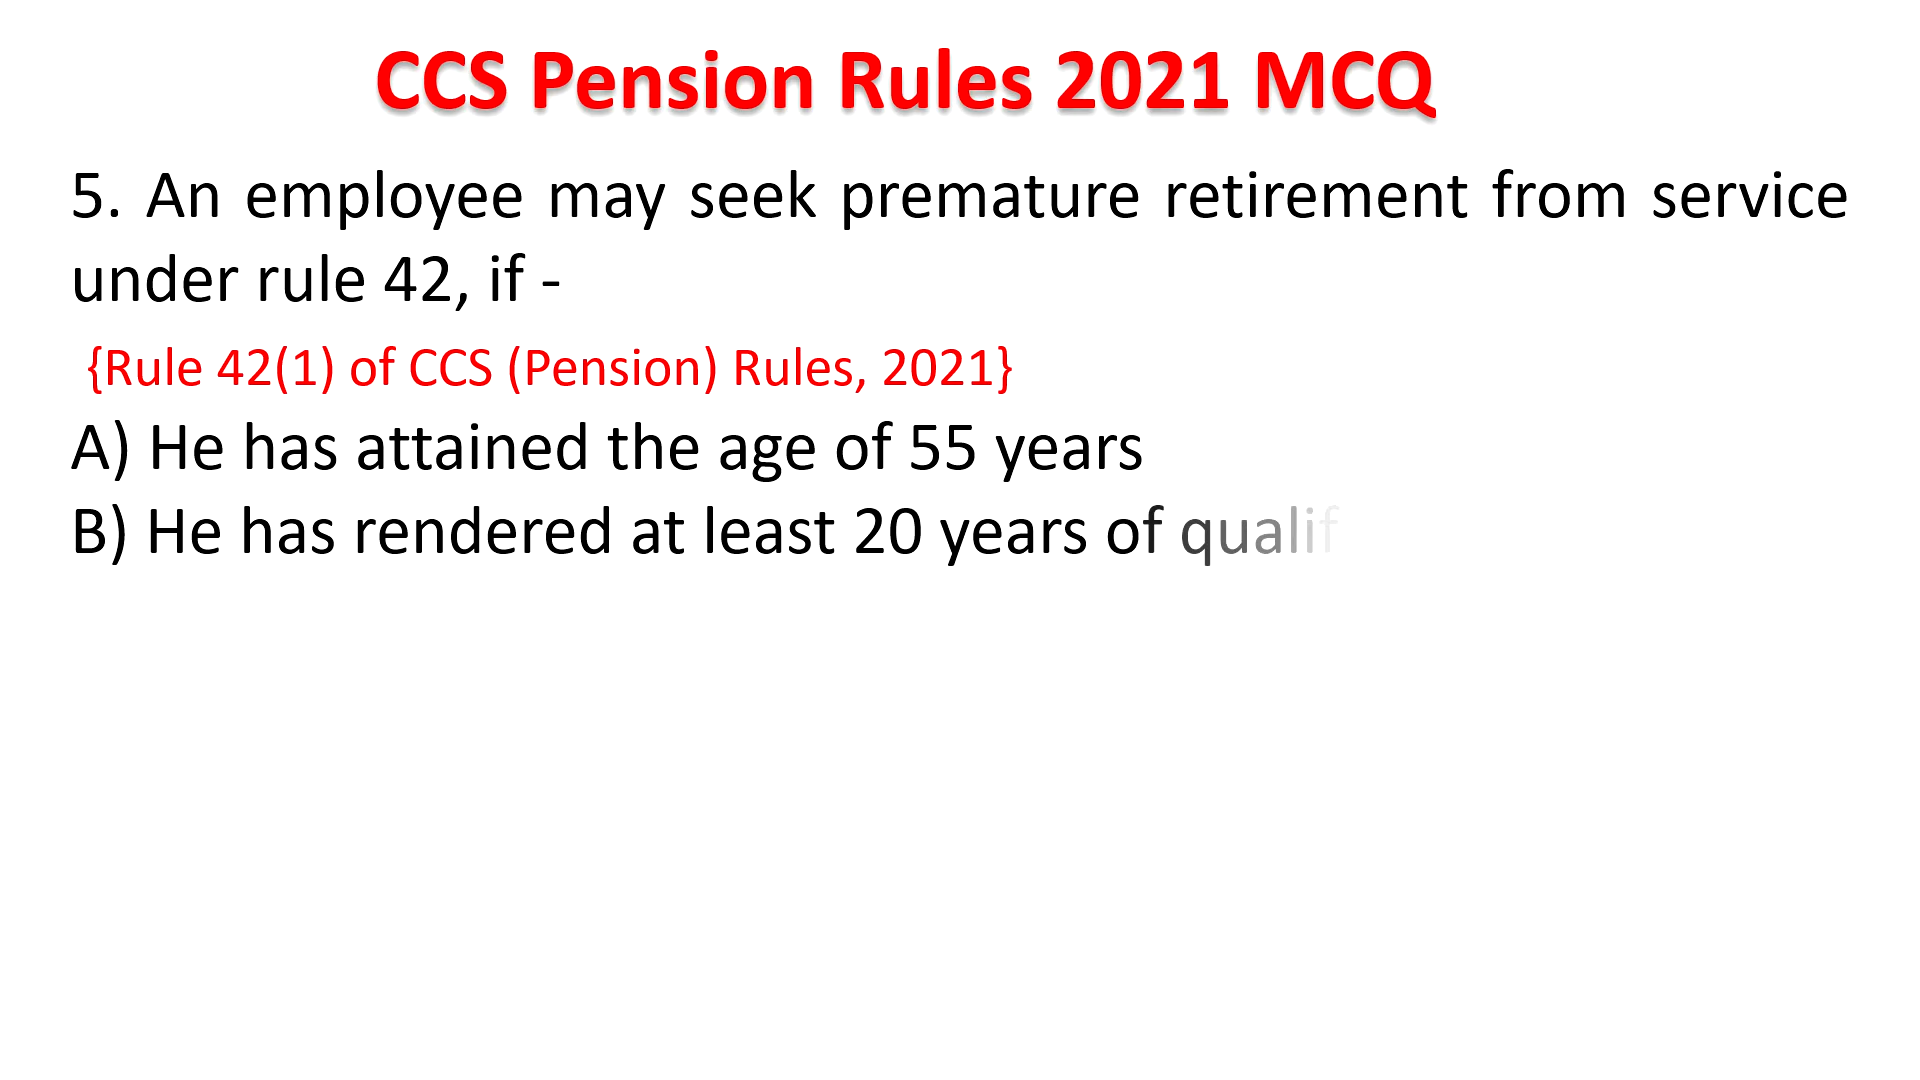 CCS Pension Rules 2021 MCQ
5. An employee may seek premature retirement from service
under rule 42, if -
{Rule 42(1) of CCS (Pension) Rules, 2021}
A) He has attained the age of 55 years
B) He has rendered at least 20 years of qualif